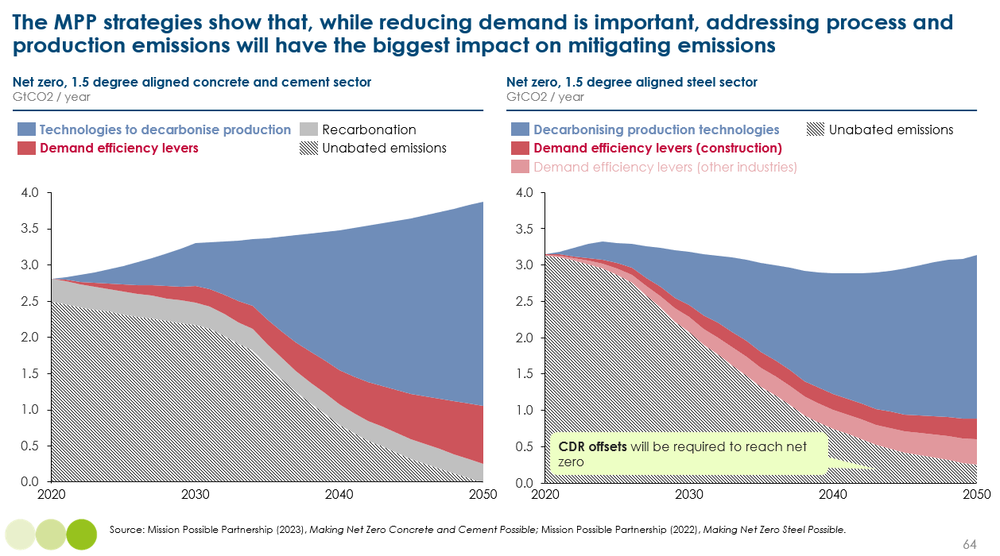 The MPP strategies show that, while reducing demand is important, addressing process and
production emissions will have the biggest impact on mitigating emissions
Net zero, 1.5 degree aligned concrete and cement sector
GtCO2 / year
Technologies to decarbonise production
Recarbonation
Demand efficiency levers
Unabated emissions
4.0
3.5
3.0
2.5
2.0
1.5
1.0
0.5
0.0
2020
2030
2040
2050
Net zero, 1.5 degree aligned steel sector
GtCO2 / year
Decarbonising production technologies
Unabated emissions
Demand efficiency levers (construction)
Demand efficiency levers (other industries)
4.0
3.5
3.0
2.5
2.0
1.5
1.0
0.5
0.0
CDR offsets will be required to reach net
zero
2020
2030
2040
2050
Source: Mission Possible Partnership (2023), Making Net Zero Concrete and Cement Possible; Mission Possible Partnership (2022), Making Net Zero Steel Possible.
64